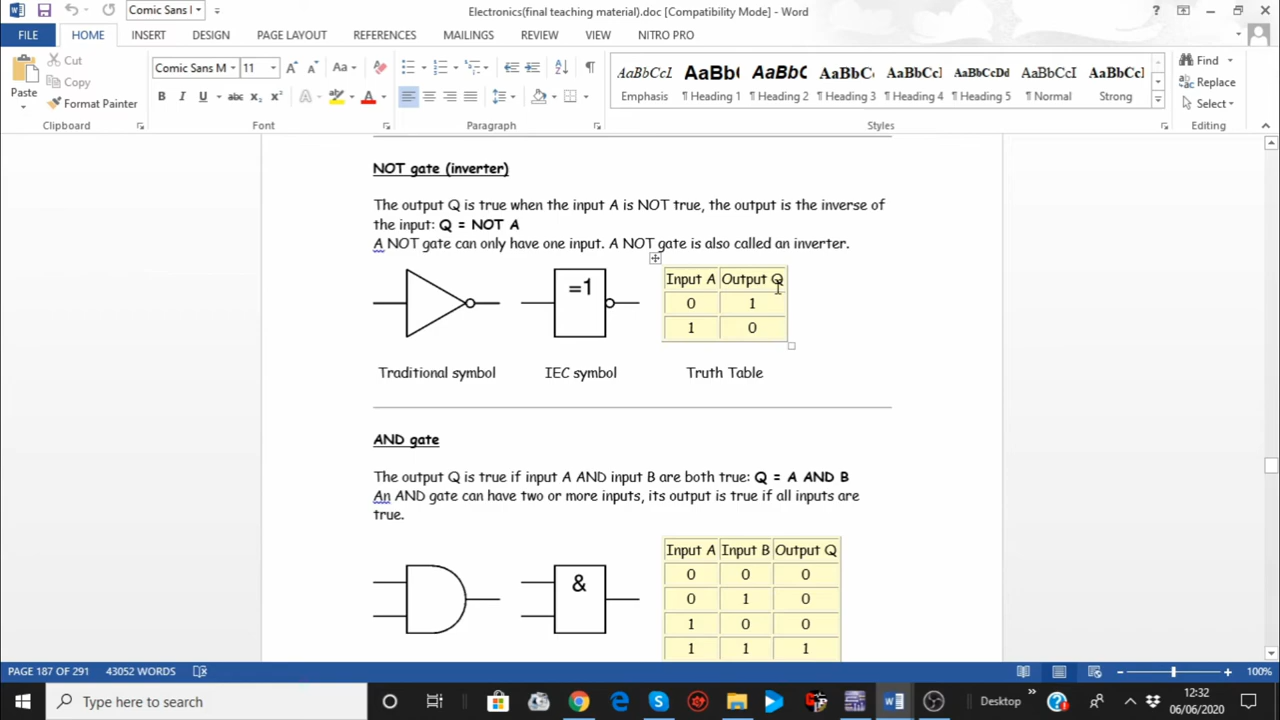 Comic Sans I
Electronics(final teaching material).doc [Compatibility Mode] - Word
?
FILE HOME INSERT DESIGN PAGE LAYOUT REFERENCES MAILINGS REVIEW VIEW NITRO PRO
Paste
Cut
Copy
Format Painter
Clipboard
Comic Sans M 11
Aa
B I U abc x₂ x²
A A
Font
Paragraph
AaBbCcL AaBb( AaBbC AaBbCc AaBbCcI AaBbCcDd AaBbCcI AaBbCcI
Emphasis ¶ Heading 1 ¶ Heading 2 ¶ Heading 3 ¶ Heading 4 ¶ Heading 5 ¶ Normal Strong
Styles
Find
Replace
Select
Editing
NOT gate (inverter)
The output Q is true when the input A is NOT true, the output is the inverse of
the input: Q = NOT A
A NOT gate can only have one input. A NOT gate is also called an inverter.
=1
Input A Output Q
0 1
1 0
Traditional symbol IEC symbol Truth Table
AND gate
The output Q is true if input A AND input B are both true: Q = A AND B
An AND gate can have two or more inputs, its output is true if all inputs are
true.
&
Input A Input B Output Q
0 0 0
0 1 0
1 0 0
1 1 1
PAGE 187 OF 291 43052 WORDS 100%
Type here to search
Desktop
12:32
06/06/2020